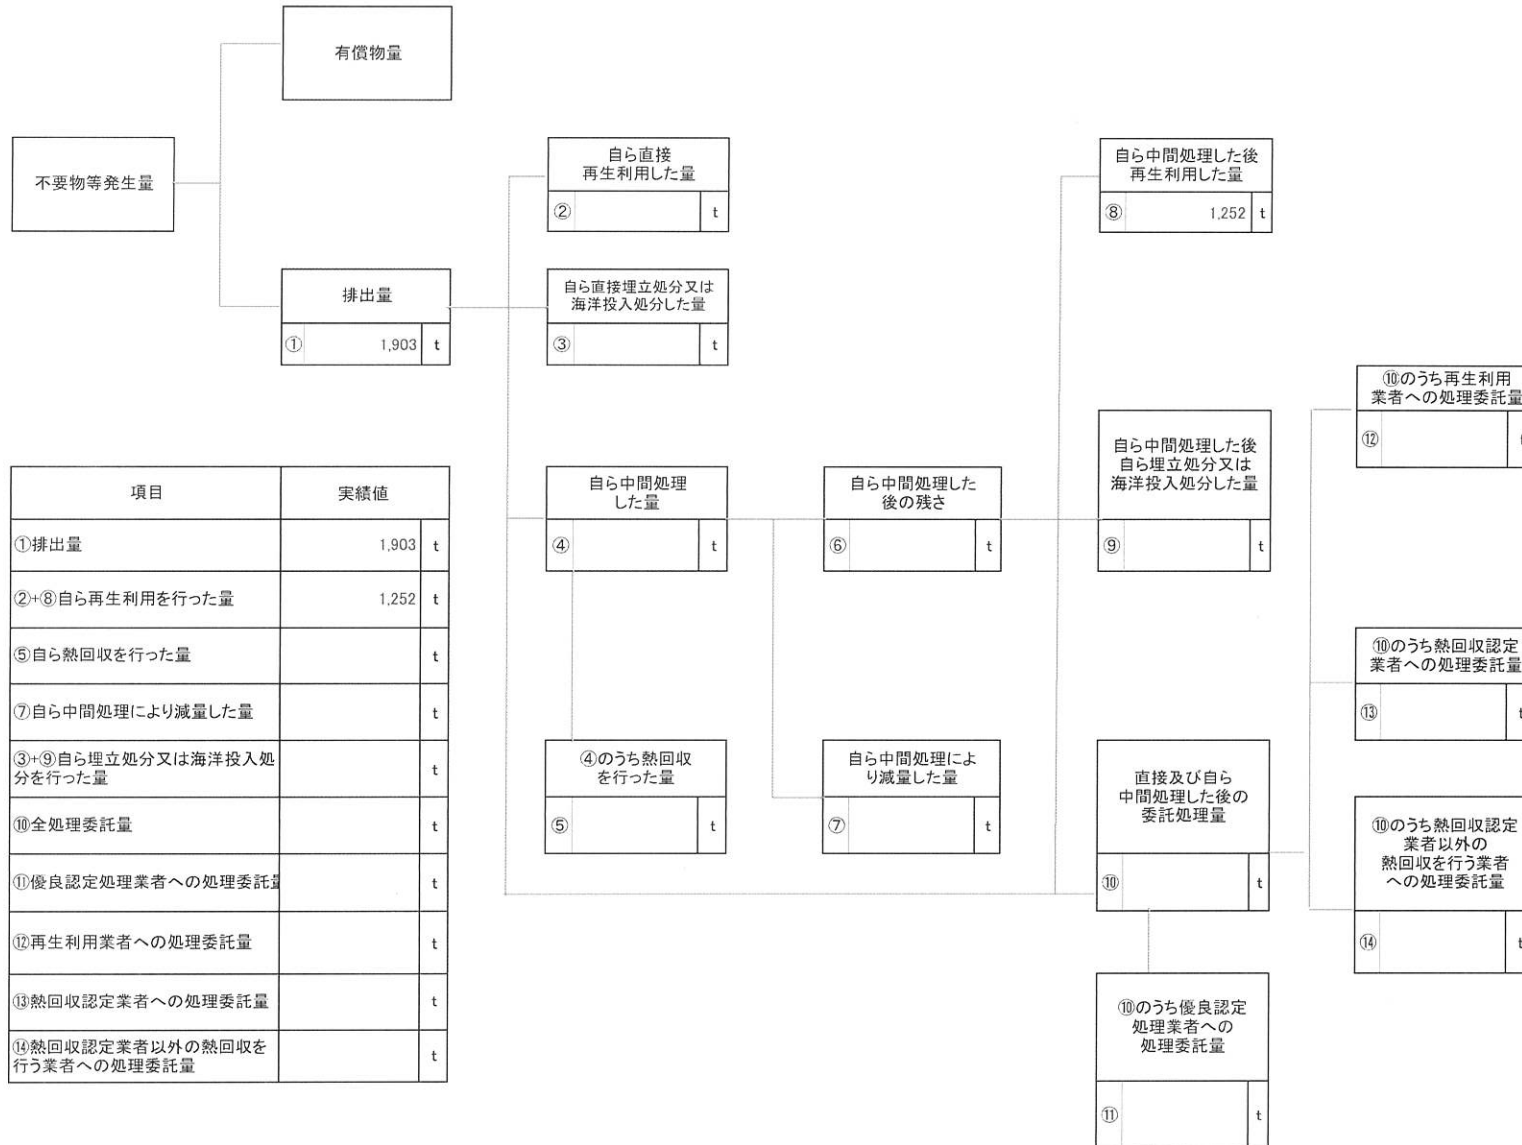 有償物量
不要物等発生量
排出量
① 1,903 t
自ら直接
再生利用した量
② t
自ら直接埋立処分又は
海洋投入処分した量
③ t
自ら中間処理
した量
④ t
④のうち熱回収
を行った量
⑤ t
自ら中間処理した
後の残さ
⑥ t
自ら中間処理によ
り減量した量
⑦ t
自ら中間処理した後
再生利用した量
⑧ 1,252 t
自ら中間処理した後
自ら埋立処分又は
海洋投入処分した量
⑨ t
直接及び自ら
中間処理した後の
委託処理量
⑩ t
⑩のうち優良認定
処理業者への
処理委託量
⑪ t
⑩のうち再生利用
業者への処理委託量
⑫ t
⑩のうち熱回収認定
業者への処理委託量
⑬ t
⑩のうち熱回収認定
業者以外の
熱回収を行う業者
への処理委託量
⑭ t
項目 実績値
①排出量 1,903 t
②+⑧自ら再生利用を行った量 1,252 t
⑤自ら熱回収を行った量 t
⑦自ら中間処理により減量した量 t
③+⑨自ら埋立処分又は海洋投入処
分を行った量 t
⑩全処理委託量 t
⑪優良認定処理業者への処理委託量 t
⑫再生利用業者への処理委託量 t
⑬熱回収認定業者への処理委託量 t
⑭熱回収認定業者以外の熱回収を
行う業者への処理委託量 t